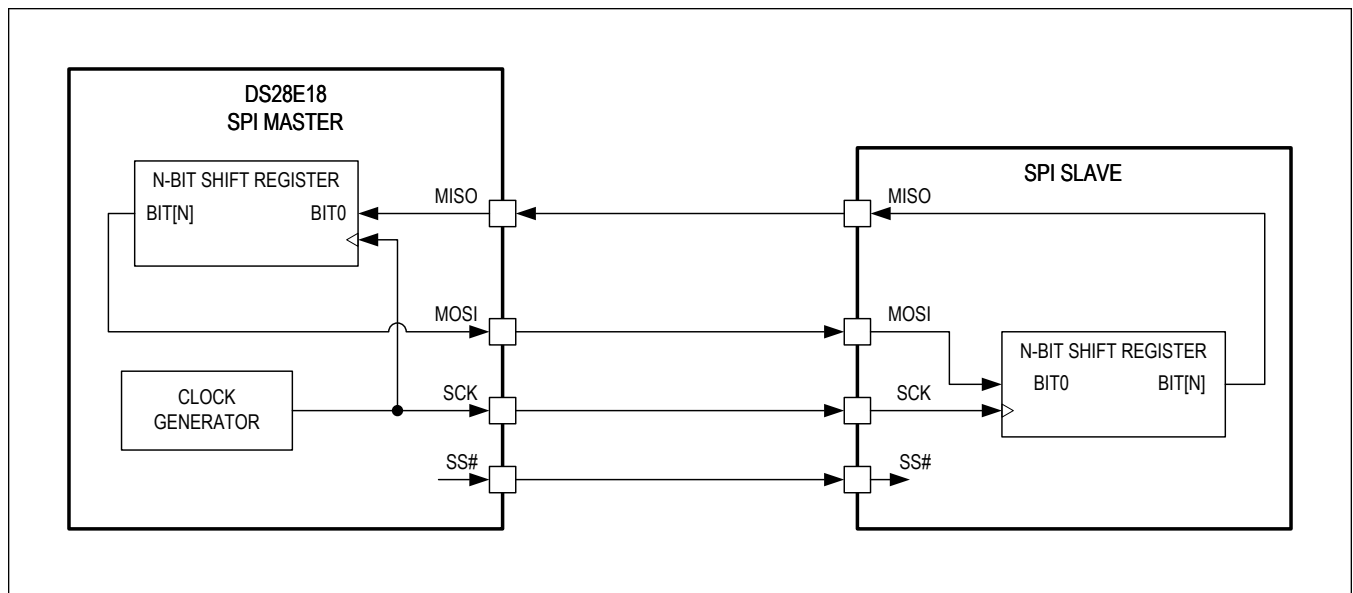 DS28E18
SPI MASTER
N-BIT SHIFT REGISTER
BIT[N] BIT0
MISO
MOSI
CLOCK
GENERATOR
SCK
SS#
SPI SLAVE
MISO
MOSI
N-BIT SHIFT REGISTER
BIT0 BIT[N]
SCK
SS#